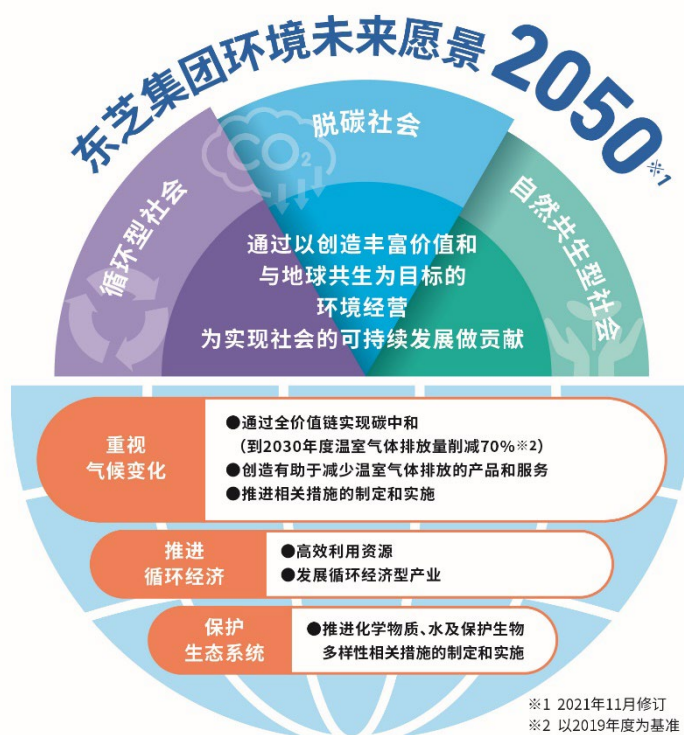 东芝集团环境未来愿景 2050※1
循环型社会
CO2
脱碳社会
自然共生型社会
通过以创造丰富价值和
与地球共生为目标的
环境经营
为实现社会的可持续发展做贡献
重视
气候变化
●通过全价值链实现碳中和
（到2030年度温室气体排放量削减70%※2）
●创造有助于减少温室气体排放的产品和服务
●推进相关措施的制定和实施
推进
循环经济
●高效利用资源
●发展循环经济型产业
保护
生态系统
●推进化学物质、水及保护生物
多样性相关措施的制定和实施
※1 2021年11月修订
※2 以2019年度为基准